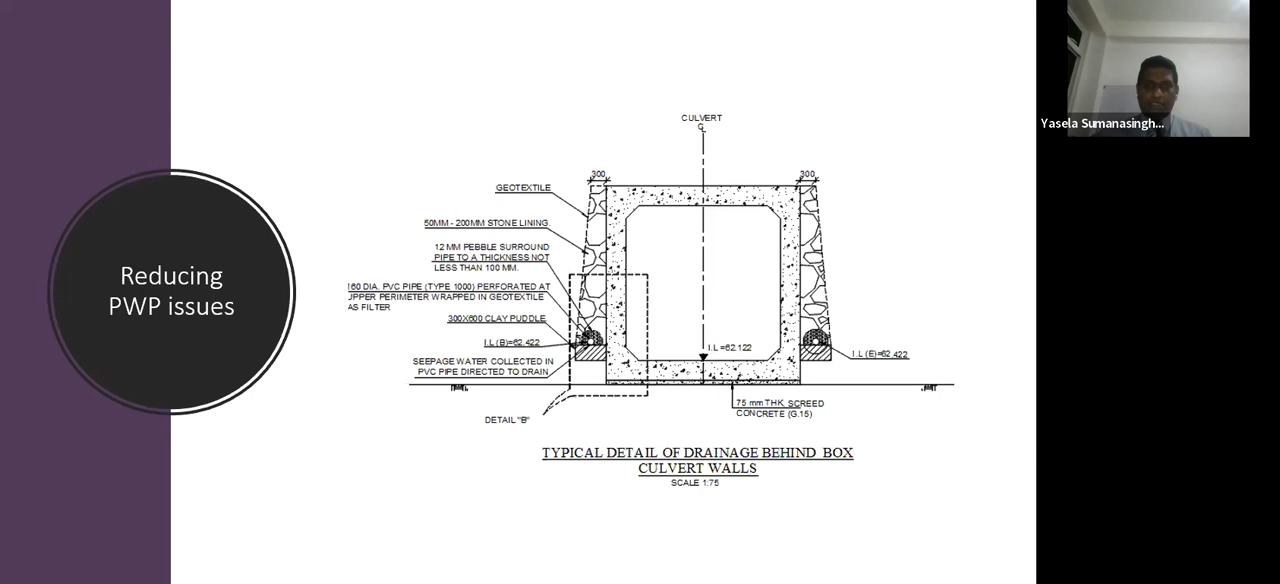 Reducing
PWP issues
CULVERT
300
300
GEOTEXTILE
50MM - 200MM STONE LINING
12 MM PEBBLE SURROUND
PIPE TO A THICKNESS NOT
LESS THAN 100 MM.
160 DIA. PVC PIPE (TYPE 1000) PERFORATED AT
UPPER PERIMETER WRAPPED IN GEOTEXTILE
AS FILTER
300X600 CLAY PUDDLE
I.L (B)=62.422
SEEPAGE WATER COLLECTED IN
PVC PIPE DIRECTED TO DRAIN
I.L =62.122
I.L (E)=62.422
75 mm THK. SCREED
CONCRETE (G.15)
DETAIL "B"
TYPICAL DETAIL OF DRAINAGE BEHIND BOX
CULVERT WALLS
SCALE 1:75
Yasela Sumanasingh...